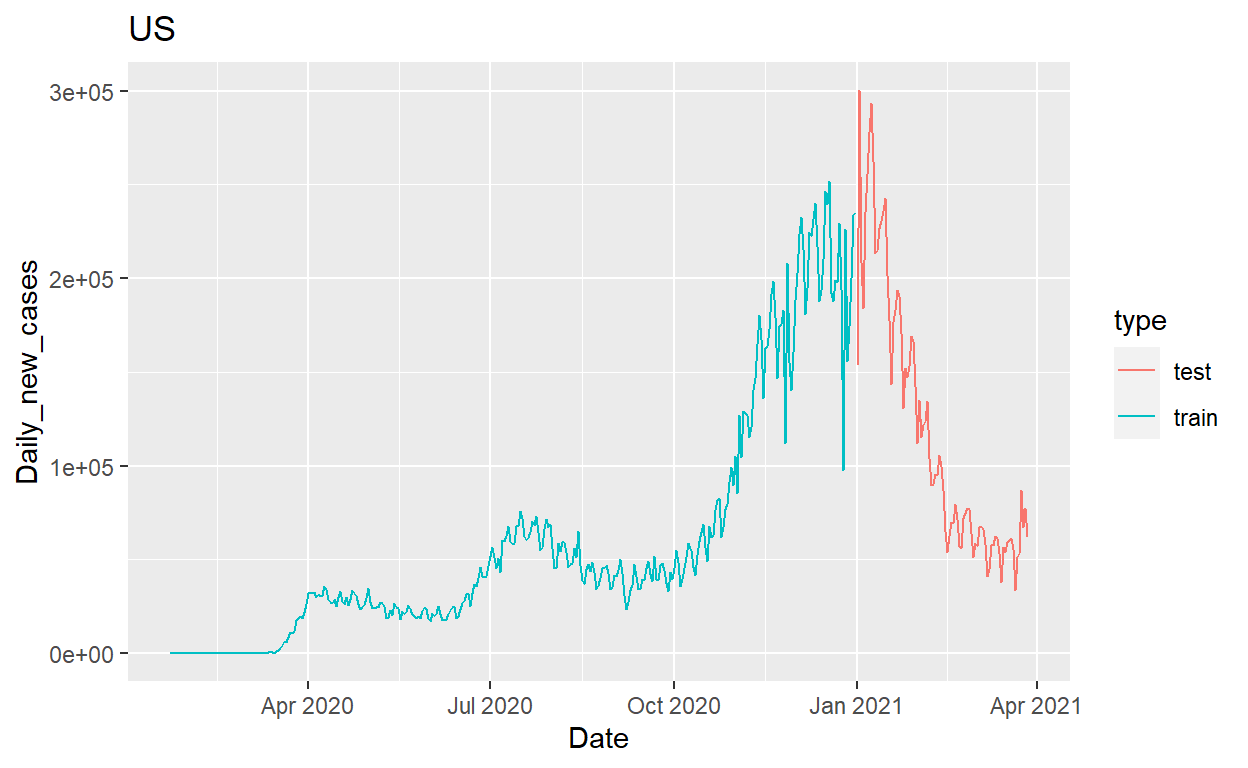 US
3e+05
2e+05
1e+05
0e+00
Daily_new_cases
Apr 2020
Jul 2020
Oct 2020
Jan 2021
Apr 2021
Date
type
test
train